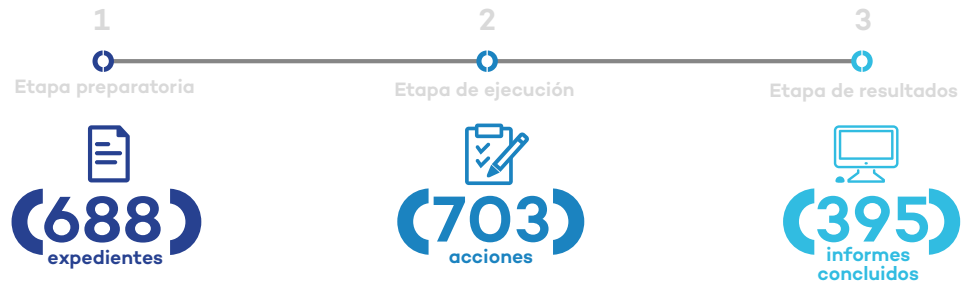 1
2
3
Etapa preparatoria
Etapa de ejecución
Etapa de resultados
688
expedientes
703
acciones
395
informes
concluidos